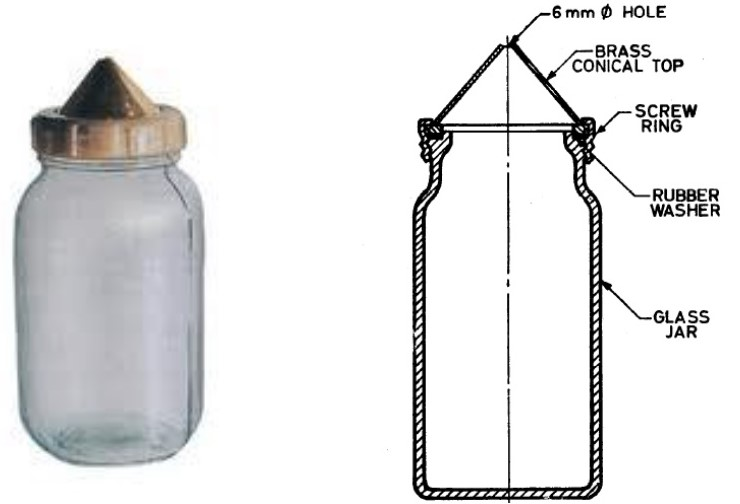 6 mm Ø HOLE
BRASS
CONICAL TOP
SCREW
RING
RUBBER
WASHER
GLASS
JAR